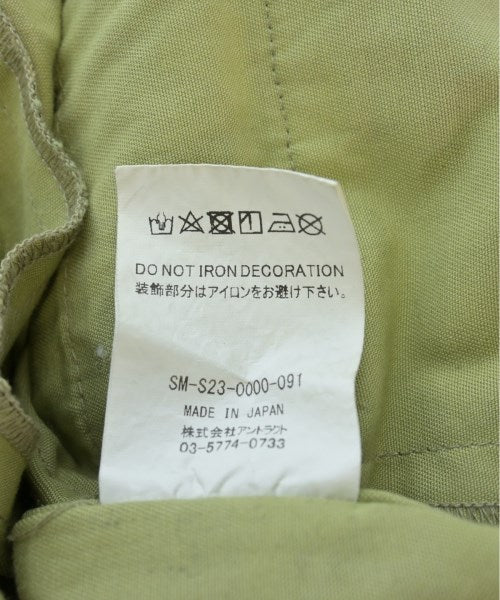 DO NOT IRON DECORATION
装飾部分はアイロンをお避け下さい。
SM-S23-0000-091
MADE IN JAPAN
株式会社アントラクト
03-5774-0733